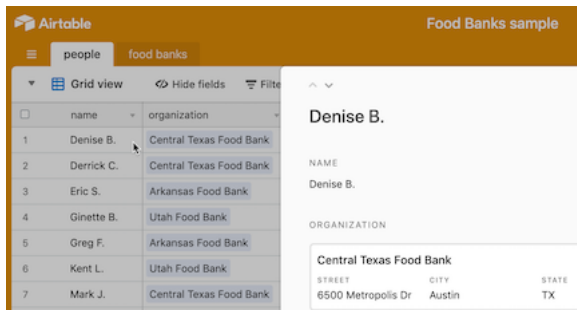 Airtable
Food Banks sample
people
food banks
Grid view
Hide fields
Filte
name
organization
1 Denise B. Central Texas Food Bank
2 Derrick C. Central Texas Food Bank
3 Eric S. Arkansas Food Bank
4 Ginette B. Utah Food Bank
5 Greg F. Arkansas Food Bank
6 Kent L. Utah Food Bank
7 Mark J. Central Texas Food Bank
Denise B.
NAME
Denise B.
ORGANIZATION
Central Texas Food Bank
STREET CITY STATE
6500 Metropolis Dr Austin TX